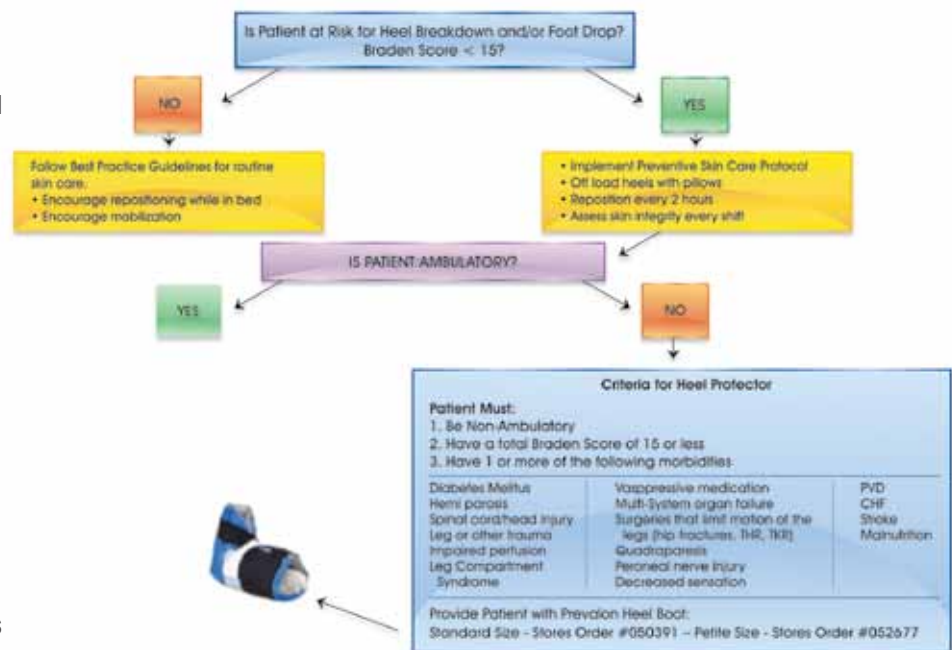 Is Patient at Risk for Heel Breakdown and/or Foot Drop?
Braden Score < 15?
NO
YES
Follow Best Practice Guidelines for routine
skin care.
• Encourage repositioning while in bed
• Encourage mobilization
• Implement Preventive Skin Care Protocol
• Off load heels with pillows
• Reposition every 2 hours
• Assess skin integrity every shift
IS PATIENT AMBULATORY?
YES
NO
Criteria for Heel Protector
Patient Must:
1. Be Non-Ambulatory
2. Have a total Braden Score of 15 or less
3. Have 1 or more of the following morbidities
Diabetes Melitus
Hemi parosis
Spinal cord/head injury
Leg or other trauma
Impaired perfusion
Leg Compartment
Syndrome
Vasppressive medication
Multi-System organ failure
Surgeries that limit motion of the
legs (hip fractures, THR, TKR)
Quadraparesis
Peroneal nerve injury
Decreased sensation
PVD
CHF
Stroke
Malnutrition
Provide Patient with Prevalon Heel Boot:
Standard Size - Stores Order #050391 – Petite Size - Stores Order #052677